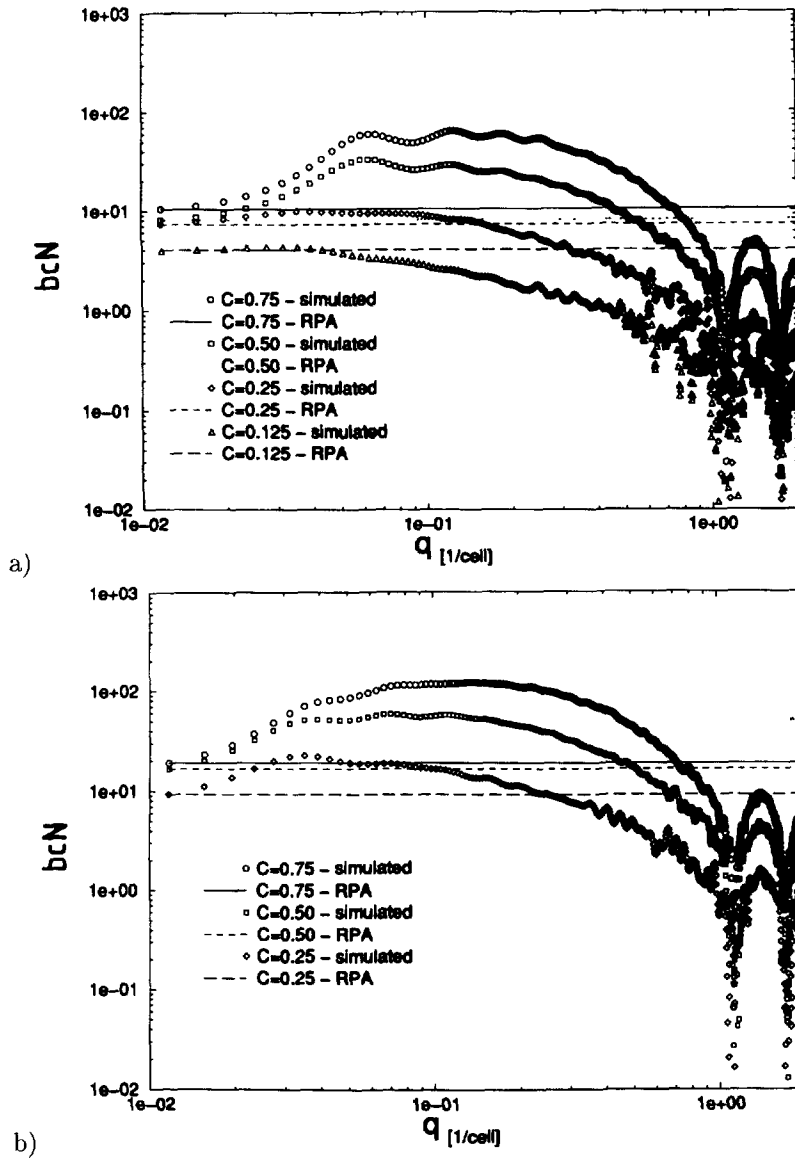 1e+03
1e+02
1e+01
1e+00
1e-01
1e-02
bcN
C=0.75 - simulated
C=0.75 - RPA
C=0.50 - simulated
C=0.50 - RPA
C=0.25 - simulated
C=0.25 - RPA
C=0.125 - simulated
C=0.125 - RPA
1e-02 1e-01 1e+00
q [1/cell]
a)
1e+03
1e+02
1e+01
1e+00
1e-01
1e-02
bcN
C=0.75 - simulated
C=0.75 - RPA
C=0.50 - simulated
C=0.50 - RPA
C=0.25 - simulated
C=0.25 - RPA
1e-02 1e-01 1e+00
q [1/cell]
b)